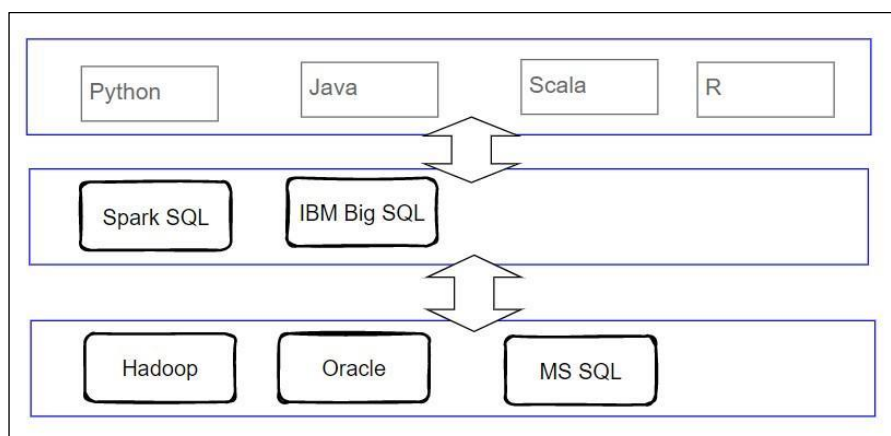 Python
Java
Scala
R
Spark SQL
IBM Big SQL
Hadoop
Oracle
MS SQL